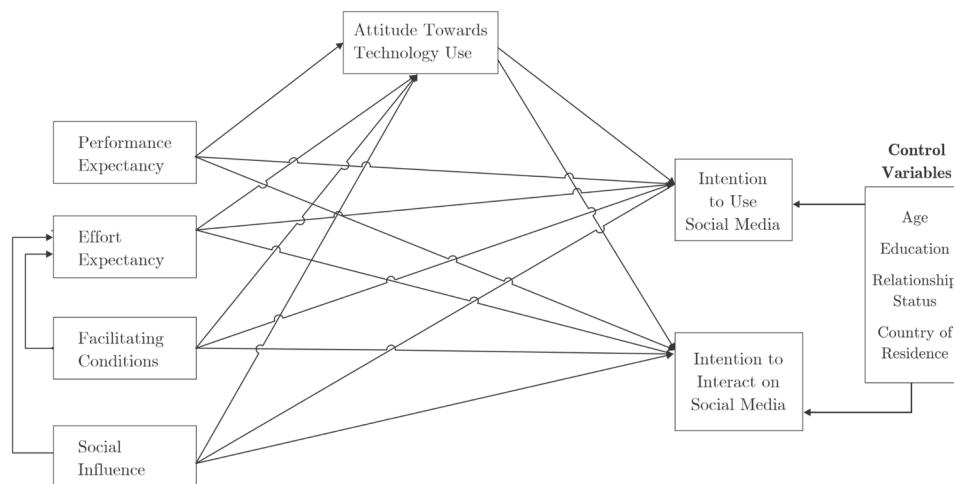 Attitude Towards
Technology Use
Performance
Expectancy
Effort
Expectancy
Facilitating
Conditions
Social
Influence
Intention
to Use
Social Media
Intention to
Interact on
Social Media
Control
Variables
Age
Education
Relationship
Status
Country of
Residence